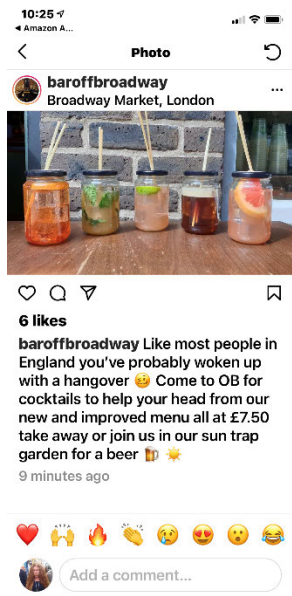 10:25
◀ Amazon A...
Photo
baroffbroadway
Broadway Market, London
6 likes
baroffbroadway Like most people in
England you've probably woken up
with a hangover 🥴 Come to OB for
cocktails to help your head from our
new and improved menu all at £7.50
take away or join us in our sun trap
garden for a beer 🍺 ☀️
9 minutes ago
Add a comment...